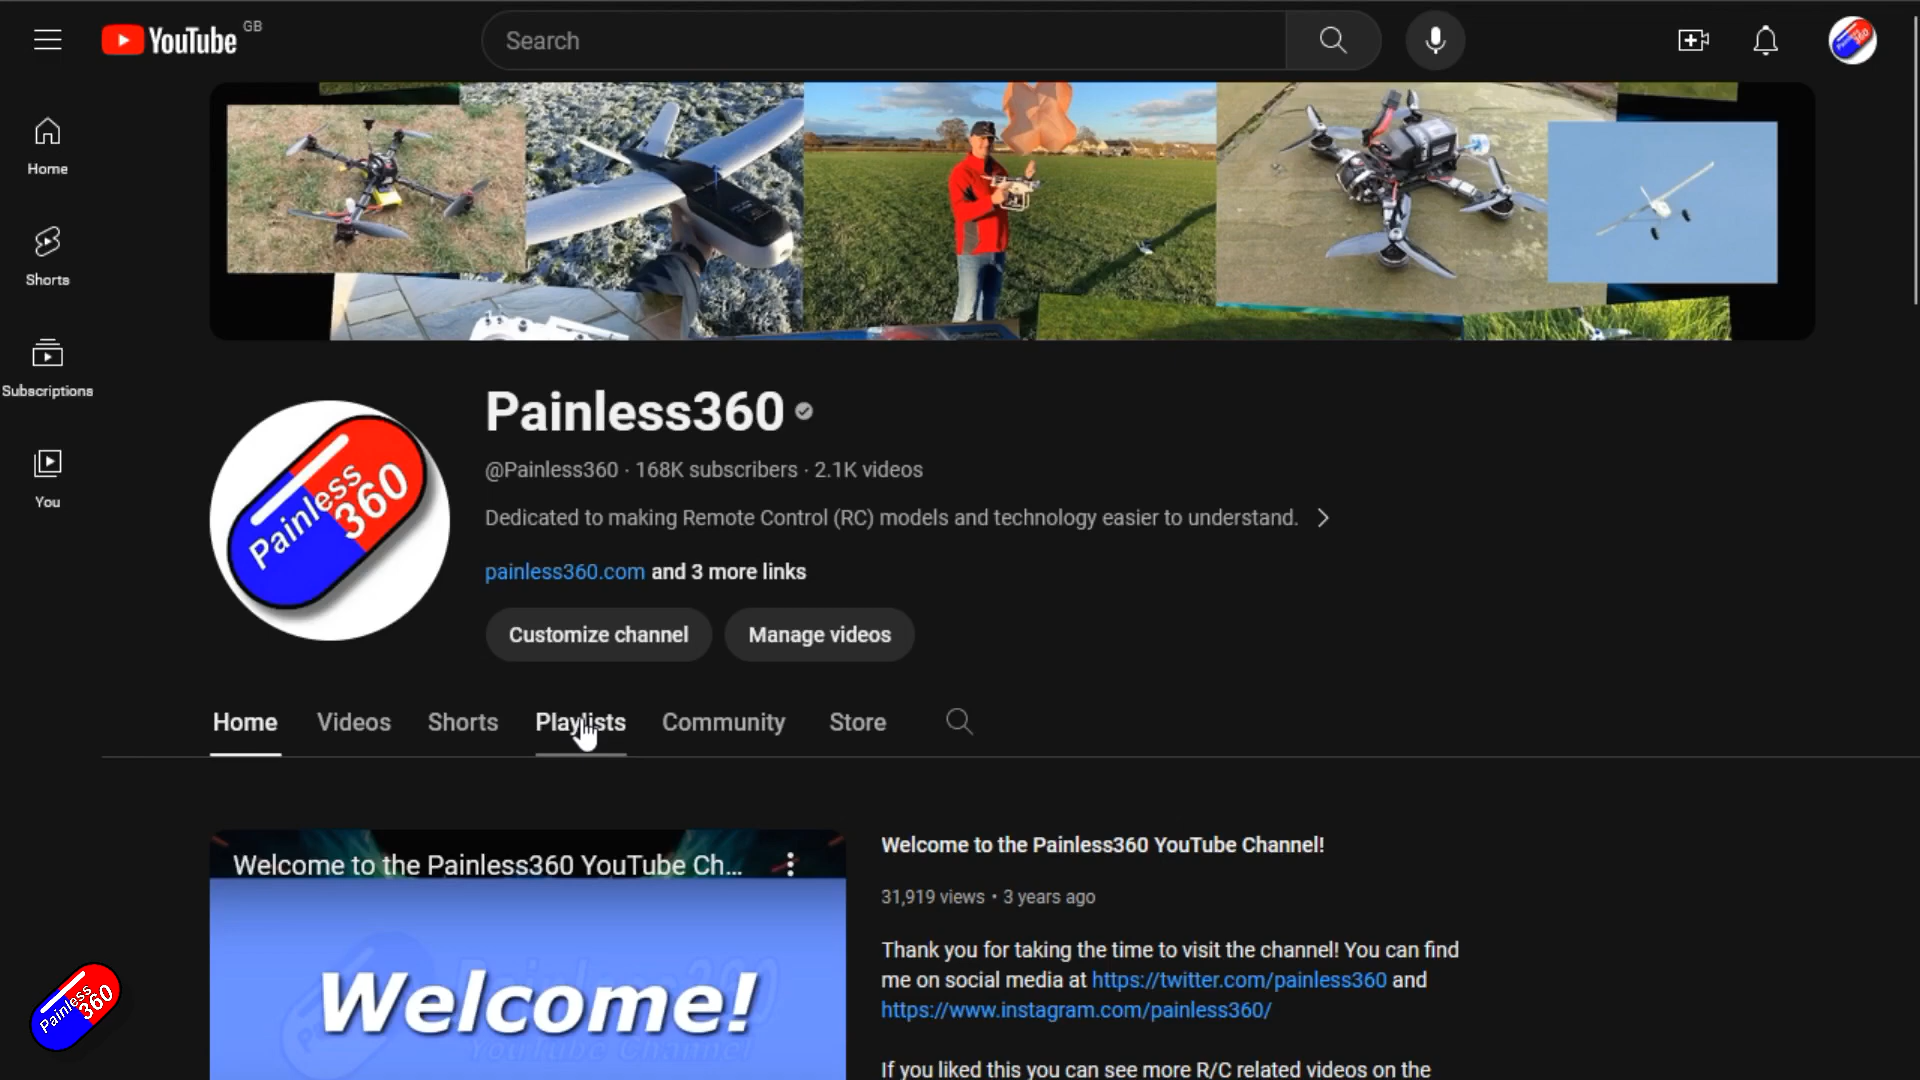 YouTube GB
Search
Home
Shorts
Subscriptions
You
Painless360
@Painless360 · 168K subscribers · 2.1K videos
Dedicated to making Remote Control (RC) models and technology easier to understand.
painless360.com and 3 more links
Customize channel
Manage videos
Painless
360
Home Videos Shorts Playlists Community Store
Welcome to the Painless360 YouTube Ch...
Welcome!
YouTube Channel
Welcome to the Painless360 YouTube Channel!
31,919 views • 3 years ago
Thank you for taking the time to visit the channel! You can find
me on social media at https://twitter.com/painless360 and
https://www.instagram.com/painless360/
If you liked this you can see more R/C related videos on the
Painless
360